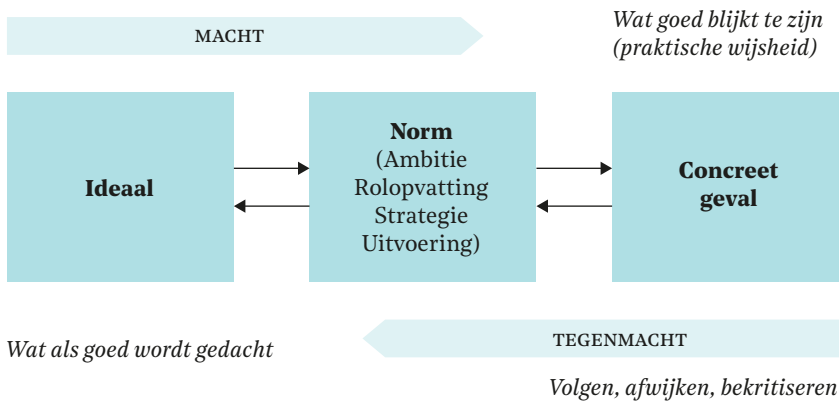 MACHT
Wat goed blijkt te zijn
(praktische wijsheid)
Ideaal
Norm
(Ambitie
Rolopvatting
Strategie
Uitvoering)
Concreet
geval
Wat als goed wordt gedacht
TEGENMACHT
Volgen, afwijken, bekritiseren